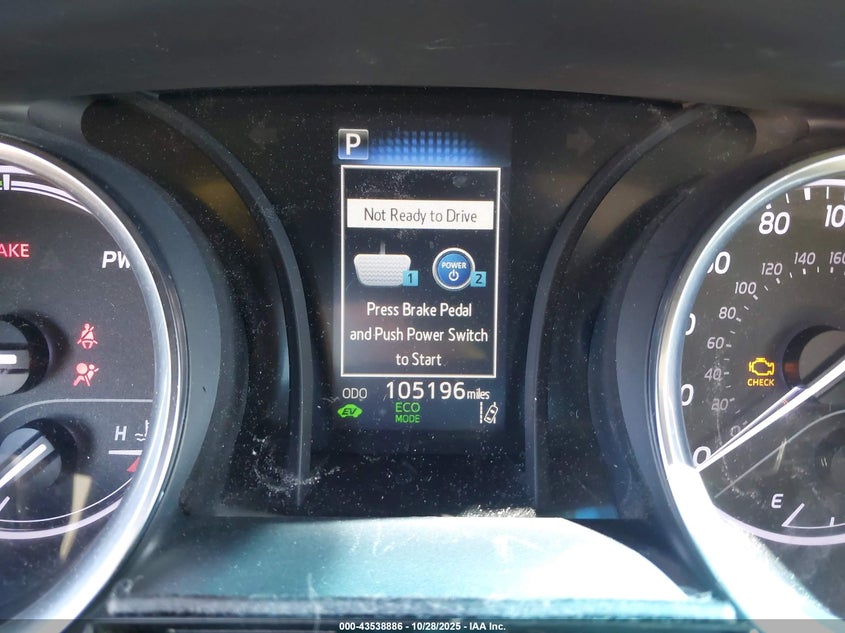 P
Not Ready to Drive
POWER
1
2
Press Brake Pedal
and Push Power Switch
to Start
ODO 105196 miles
EV
ECO
MODE
AKE
PW
H
80
100
120
140
160
100
80
60
40
20
0
0
CHECK
E
000-43538886 - 10/28/2025 - IAA Inc.